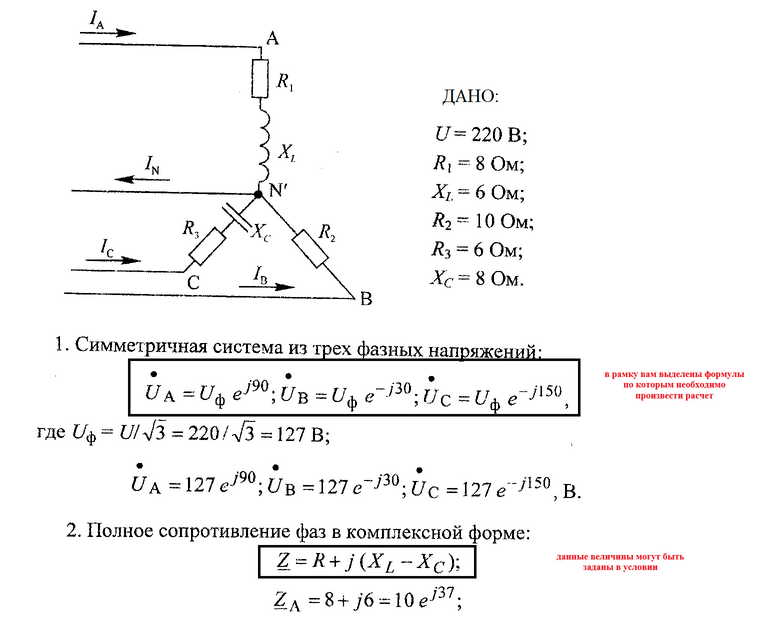 I_A
A
R_1
X_L
I_N
N'
R_3
X_C
R_2
I_C
C
I_B
B
ДАНО:
U = 220 В;
R_1 = 8 Ом;
X_L = 6 Ом;
R_2 = 10 Ом;
R_3 = 6 Ом;
X_C = 8 Ом.
1. Симметричная система из трех фазных напряжений:
U̇_A = U_ф e^{j90}; U̇_B = U_ф e^{-j30}; U̇_C = U_ф e^{-j150},
в рамку вам выделены формулы
по которым необходимо
произвести расчет
где U_ф = U/√3 = 220/√3 = 127 В;
U̇_A = 127 e^{j90}; U̇_B = 127 e^{-j30}; U̇_C = 127 e^{-j150}, В.
2. Полное сопротивление фаз в комплексной форме:
Z = R + j (X_L – X_C);
данные величины могут быть
заданы в условии
Z_A = 8 + j6 = 10 e^{j37};